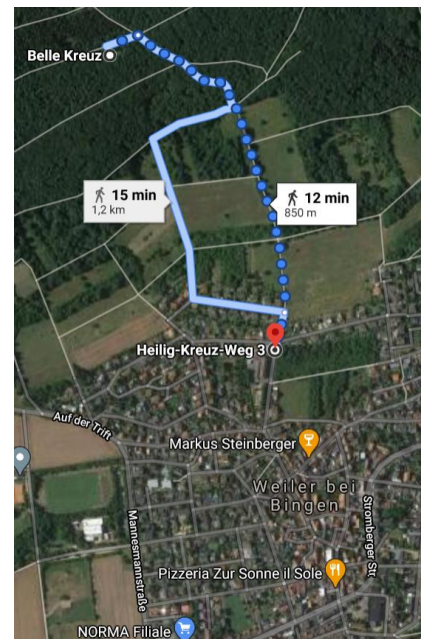 Belle Kreuz
15 min
1,2 km
12 min
850 m
Heilig-Kreuz-Weg 3
Auf der Trift
Markus Steinberger
Weiler bei
Bingen
Stromberger Str
Mannesmannstraße
Pizzeria Zur Sonne il Sole
NORMA Filiale